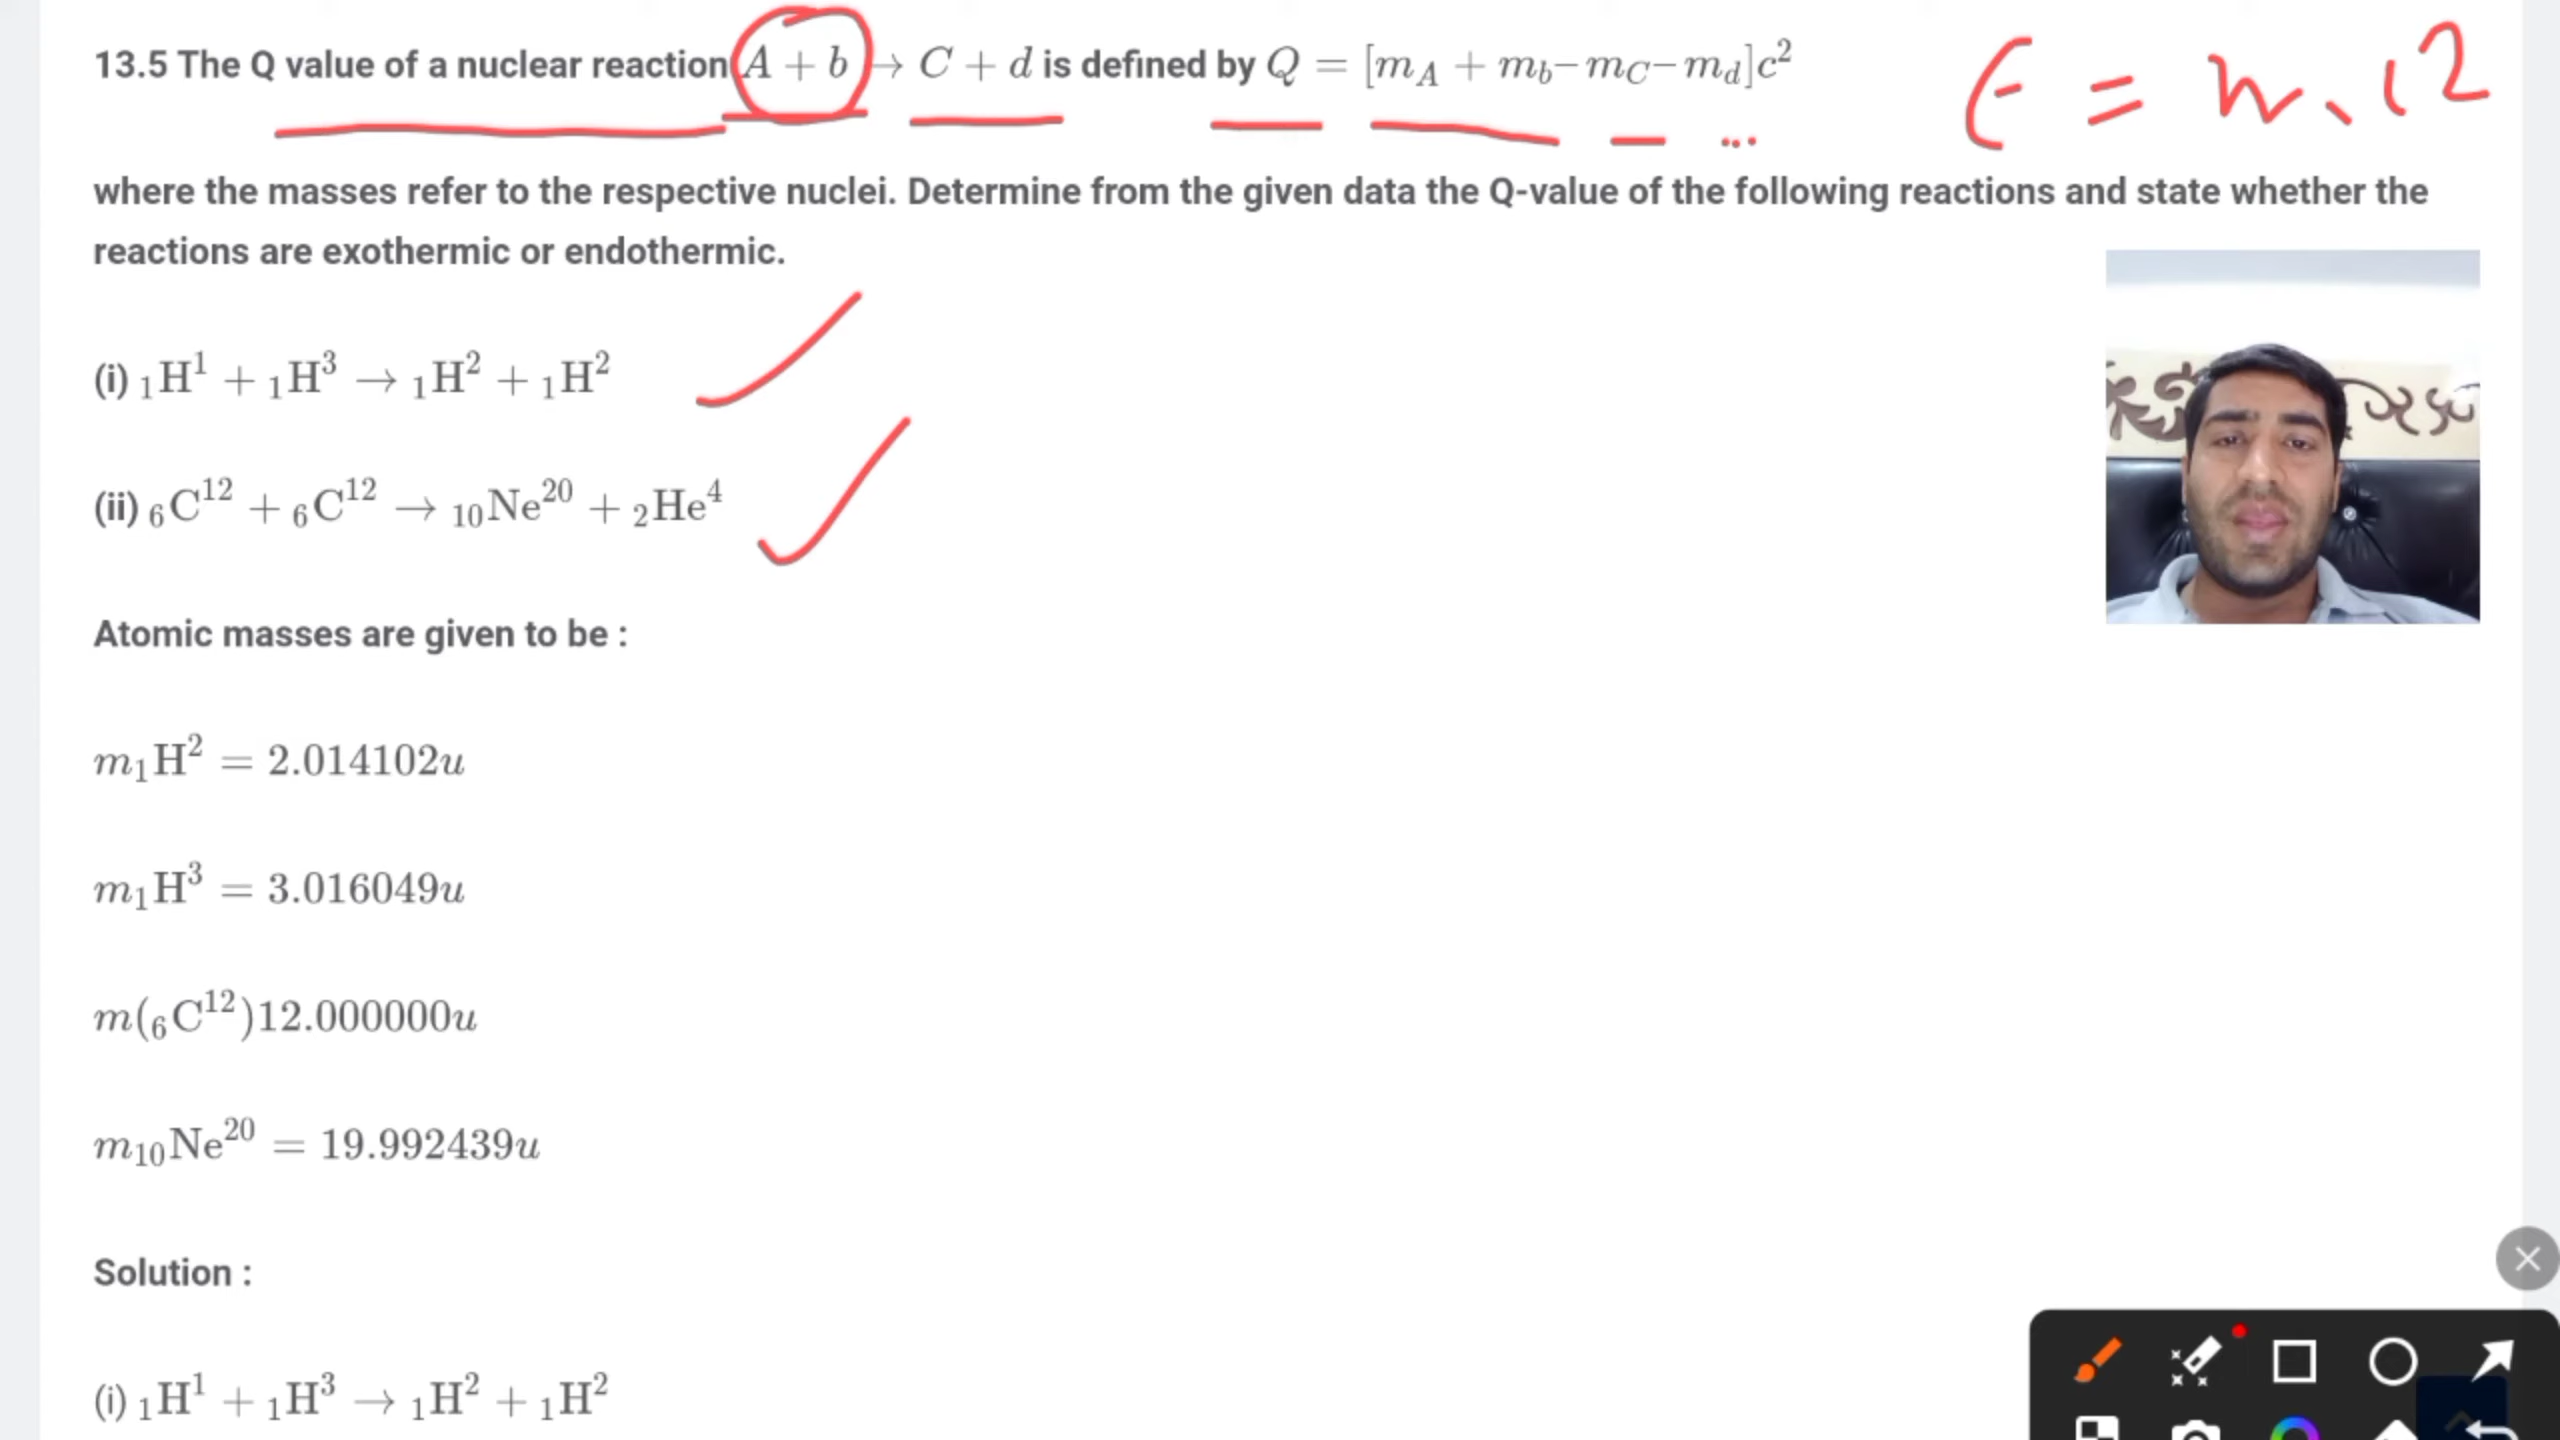 13.5 The Q value of a nuclear reaction A + b → C + d is defined by Q = [m_A + m_b − m_C − m_d]c²
E = m.c²
where the masses refer to the respective nuclei. Determine from the given data the Q-value of the following reactions and state whether the
reactions are exothermic or endothermic.
(i) ₁H¹ + ₁H³ → ₁H² + ₁H²
(ii) ₆C¹² + ₆C¹² → ₁₀Ne²⁰ + ₂He⁴
Atomic masses are given to be :
m₁H² = 2.014102u
m₁H³ = 3.016049u
m(₆C¹²)12.000000u
m₁₀Ne²⁰ = 19.992439u
Solution :
(i) ₁H¹ + ₁H³ → ₁H² + ₁H²